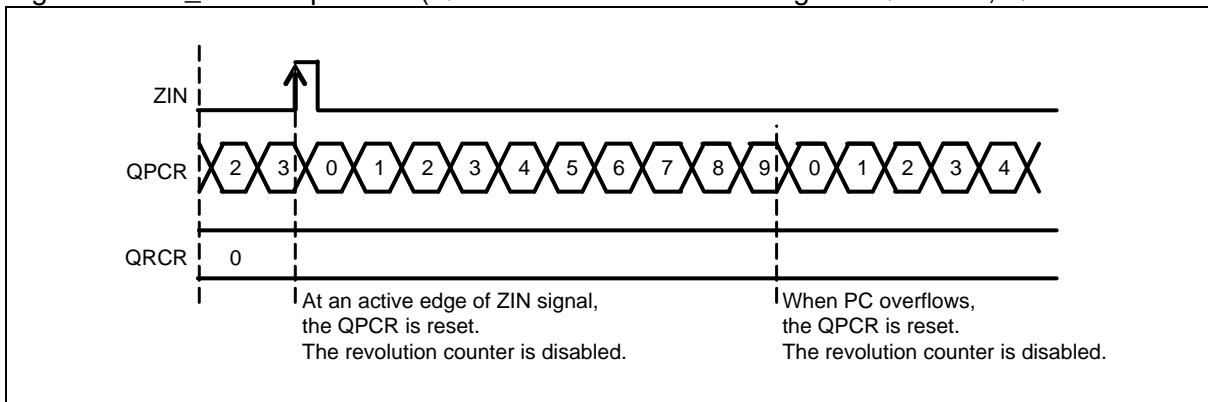 ZIN
QPCR 2 3 0 1 2 3 4 5 6 7 8 9 0 1 2 3 4
QRCR 0
At an active edge of ZIN signal,
the QPCR is reset.
The revolution counter is disabled.
When PC overflows,
the QPCR is reset.
The revolution counter is disabled.